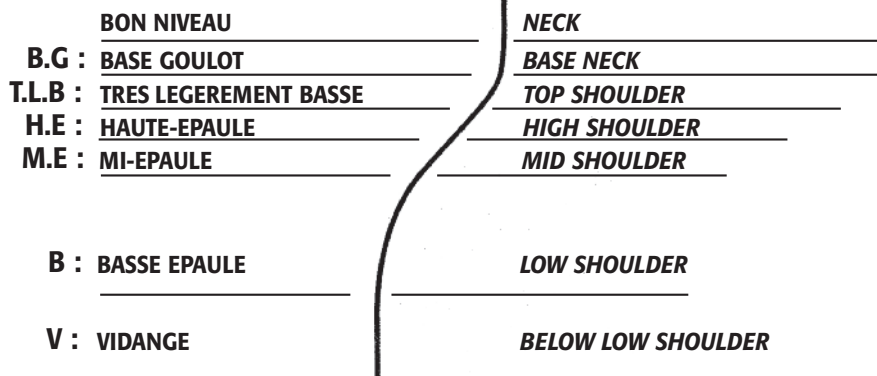 BON NIVEAU NECK
B.G : BASE GOULOT BASE NECK
T.L.B : TRES LEGEREMENT BASSE TOP SHOULDER
H.E : HAUTE-EPAULE HIGH SHOULDER
M.E : MI-EPAULE MID SHOULDER
B : BASSE EPAULE LOW SHOULDER
V : VIDANGE BELOW LOW SHOULDER